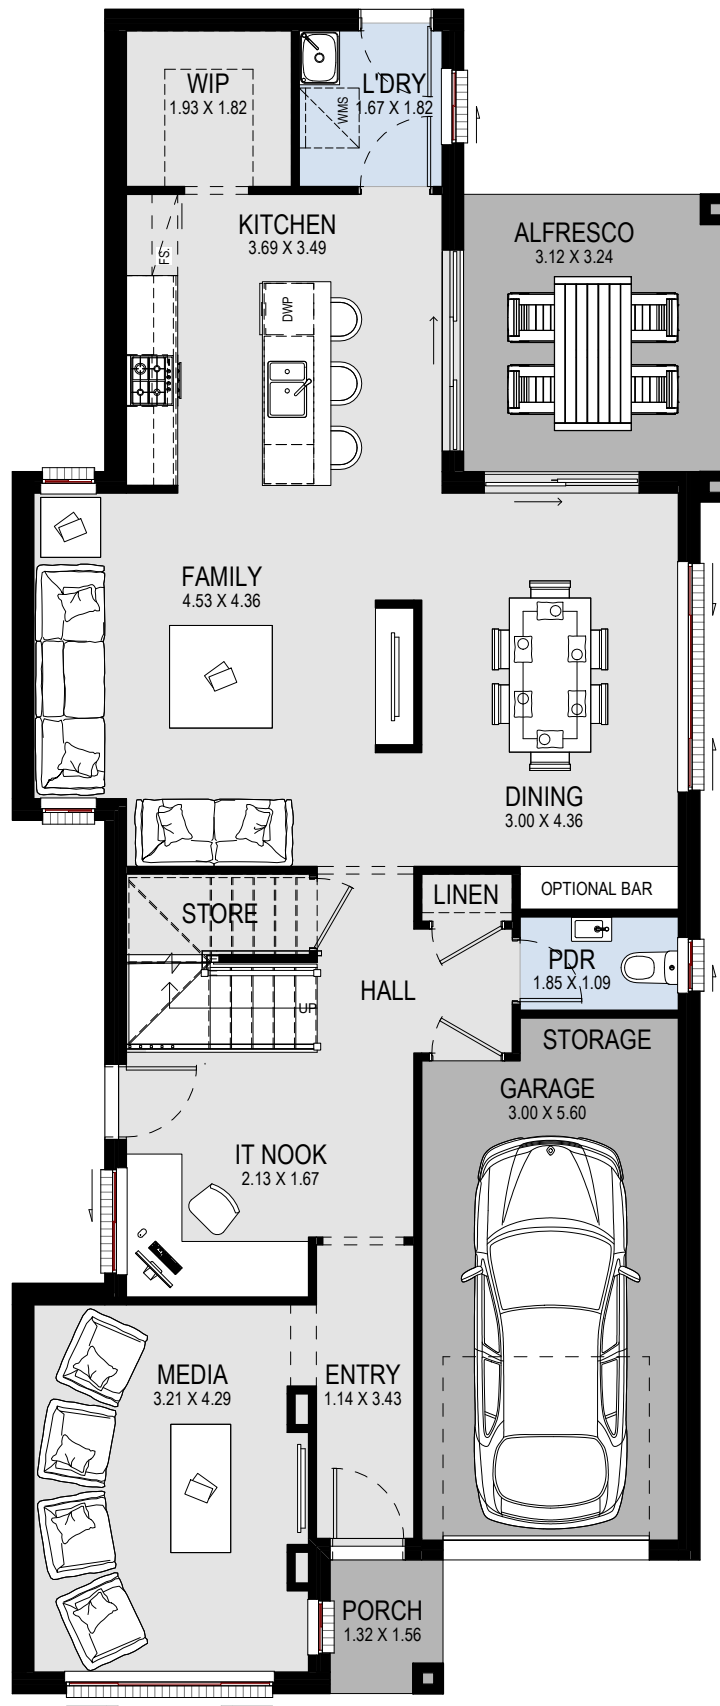 WIP
1.93 X 1.82
L'DRY
1.67 X 1.82
WMS
KITCHEN
3.69 X 3.49
FS.
DWP
ALFRESCO
3.12 X 3.24
FAMILY
4.53 X 4.36
DINING
3.00 X 4.36
STORE
LINEN
OPTIONAL BAR
PDR
1.85 X 1.09
HALL
UP
STORAGE
GARAGE
3.00 X 5.60
IT NOOK
2.13 X 1.67
MEDIA
3.21 X 4.29
ENTRY
1.14 X 3.43
PORCH
1.32 X 1.56